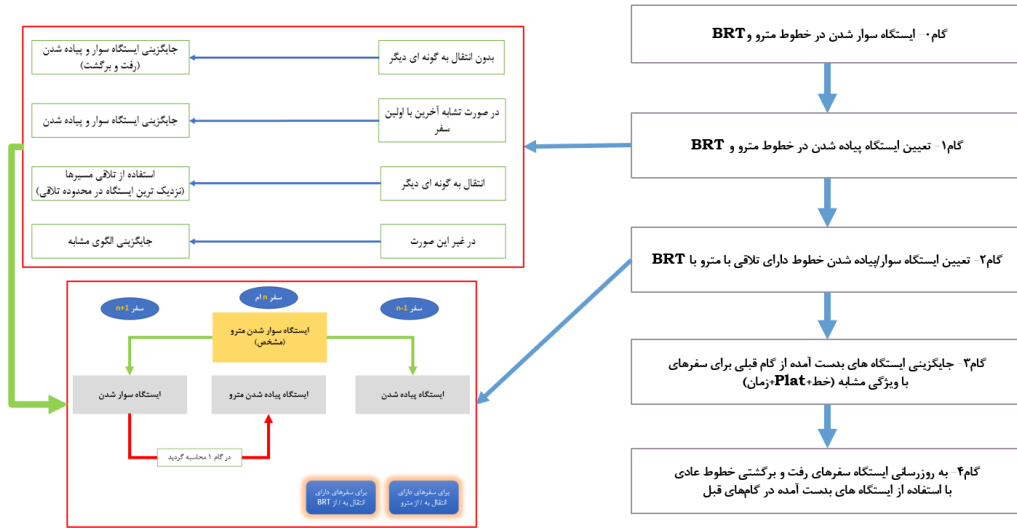 گام۰- ایستگاه سوار شدن در خطوط مترو و BRT
گام۱- تعیین ایستگاه پیاده شدن در خطوط مترو و BRT
گام۲- تعیین ایستگاه سوار/پیاده شدن خطوط دارای تلاقی با مترو یا BRT
گام۳- جایگزینی ایستگاه های بدست آمده از گام قبلی برای سفرهای
با ویژگی مشابه (خط+Plat+زمان)
گام۴- به روزرسانی ایستگاه سفرهای رفت و برگشتی خطوط عادی
با استفاده از ایستگاه های بدست آمده در گام‌های قبل
بدون انتقال به گونه ای دیگر
جایگزینی ایستگاه سوار و پیاده شدن
(رفت و برگشت)
در صورت تشابه آخرین با اولین
سفر
جایگزینی ایستگاه سوار و پیاده شدن
انتقال به گونه ای دیگر
استفاده از تلاقی مسیرها
(نزدیک ترین ایستگاه در محدوده تلاقی)
در غیر این صورت
جایگزینی الگوی مشابه
سفر n-1
سفر n ام
سفر n+1
ایستگاه سوار شدن مترو
(مشخص)
ایستگاه پیاده شدن
ایستگاه پیاده شدن مترو
ایستگاه سوار شدن
در گام ۱ محاسبه گردید
برای سفرهای دارای
انتقال به / از مترو
برای سفرهای دارای
انتقال به / از BRT